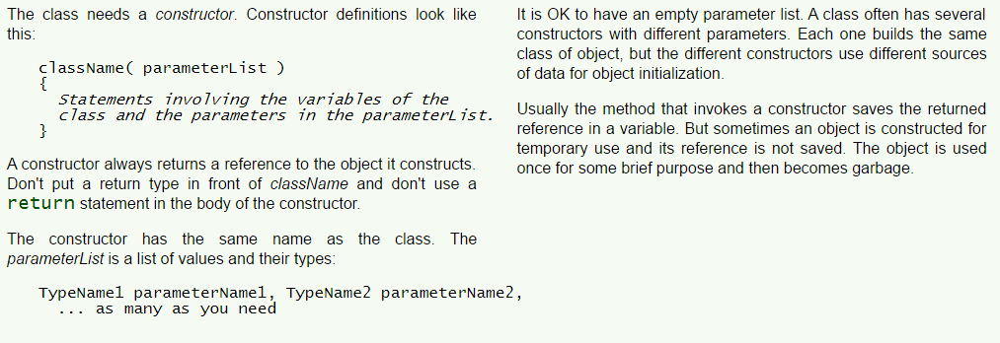 The class needs a constructor. Constructor definitions look like
this:
className( parameterList )
{
Statements involving the variables of the
class and the parameters in the parameterList.
}
A constructor always returns a reference to the object it constructs.
Don't put a return type in front of className and don't use a
return statement in the body of the constructor.
The constructor has the same name as the class. The
parameterList is a list of values and their types:
TypeName1 parameterName1, TypeName2 parameterName2,
... as many as you need
It is OK to have an empty parameter list. A class often has several
constructors with different parameters. Each one builds the same
class of object, but the different constructors use different sources
of data for object initialization.
Usually the method that invokes a constructor saves the returned
reference in a variable. But sometimes an object is constructed for
temporary use and its reference is not saved. The object is used
once for some brief purpose and then becomes garbage.